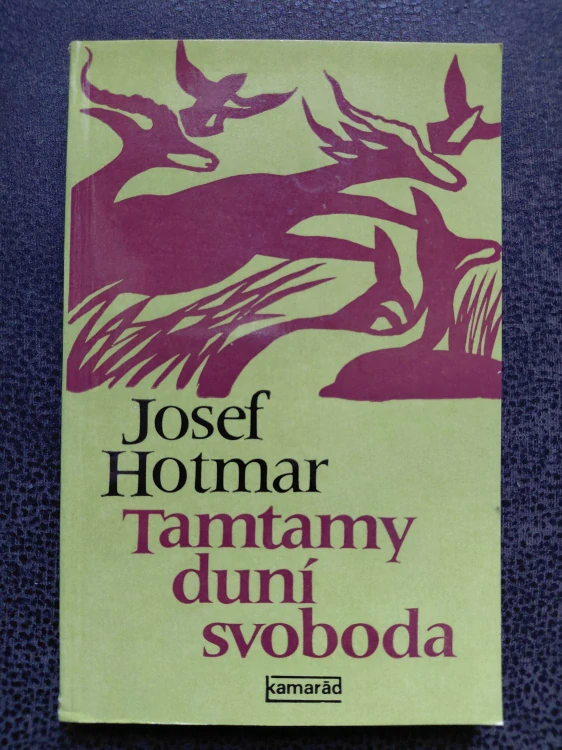 Josef
Hotmar
Tamtamy
duní
svoboda
kamarád